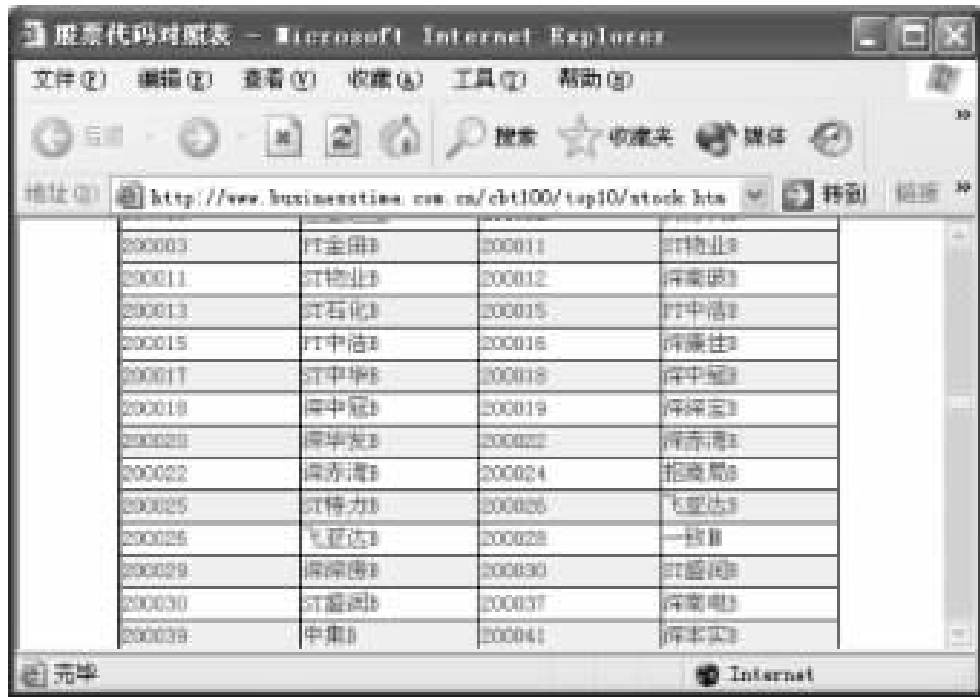 股票代码对照表 - Microsoft Internet Explorer
文件(F) 编辑(E) 查看(V) 收藏(A) 工具(T) 帮助(H)
后退 搜索 收藏夹 媒体 »
地址(D) http://www.businesstime.com.cn/cbt100/top10/stock.htm 转到 链接 »
200003 PT金田B 200011 ST物业B
200011 ST物业B 200012 深南玻B
200013 ST石化B 200015 PT中浩B
200015 PT中浩B 200016 深康佳B
200017 ST中华B 200018 深中冠B
200018 深中冠B 200019 深深宝B
200020 深华发B 200022 深赤湾B
200022 深赤湾B 200024 招商局B
200025 ST特力B 200026 飞亚达B
200026 飞亚达B 200028 一致B
200029 深深房B 200030 ST盛润B
200030 ST盛润B 200037 深南电B
200039 中集B 200041 深本实B
完毕 Internet